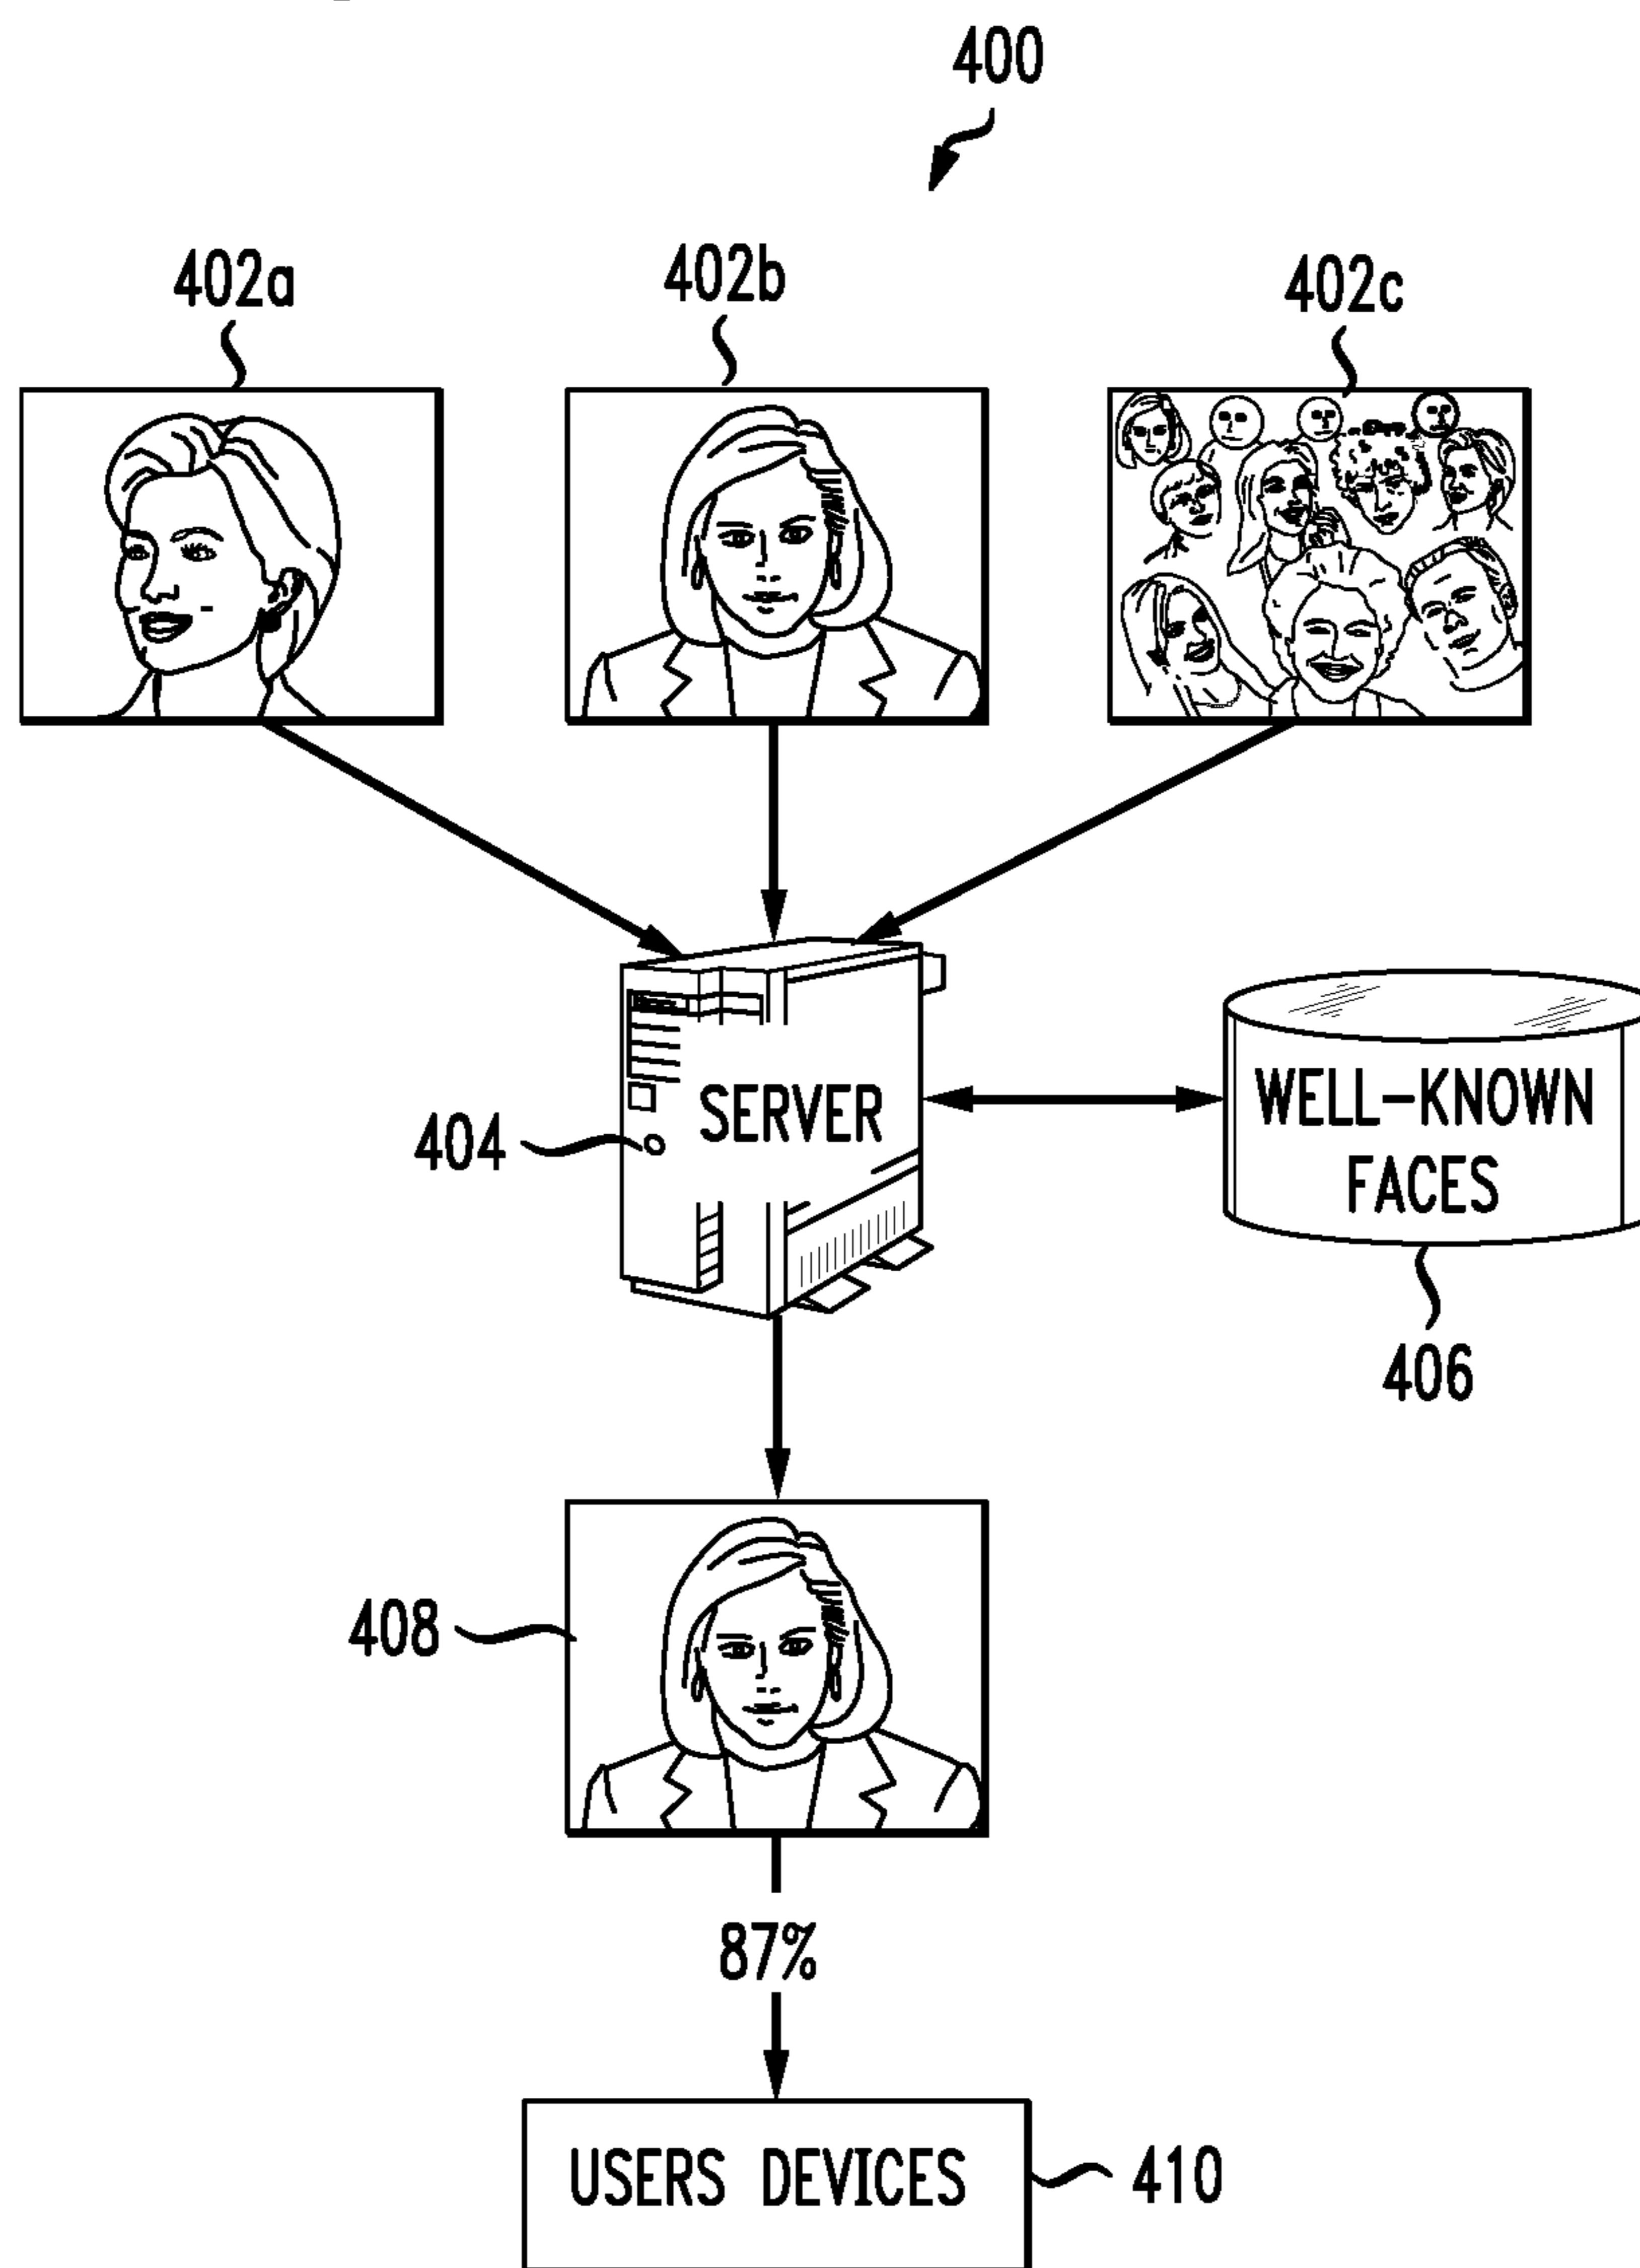 400
402a
402b
402c
SERVER
404
WELL-KNOWN
FACES
406
408
87%
USERS DEVICES
410